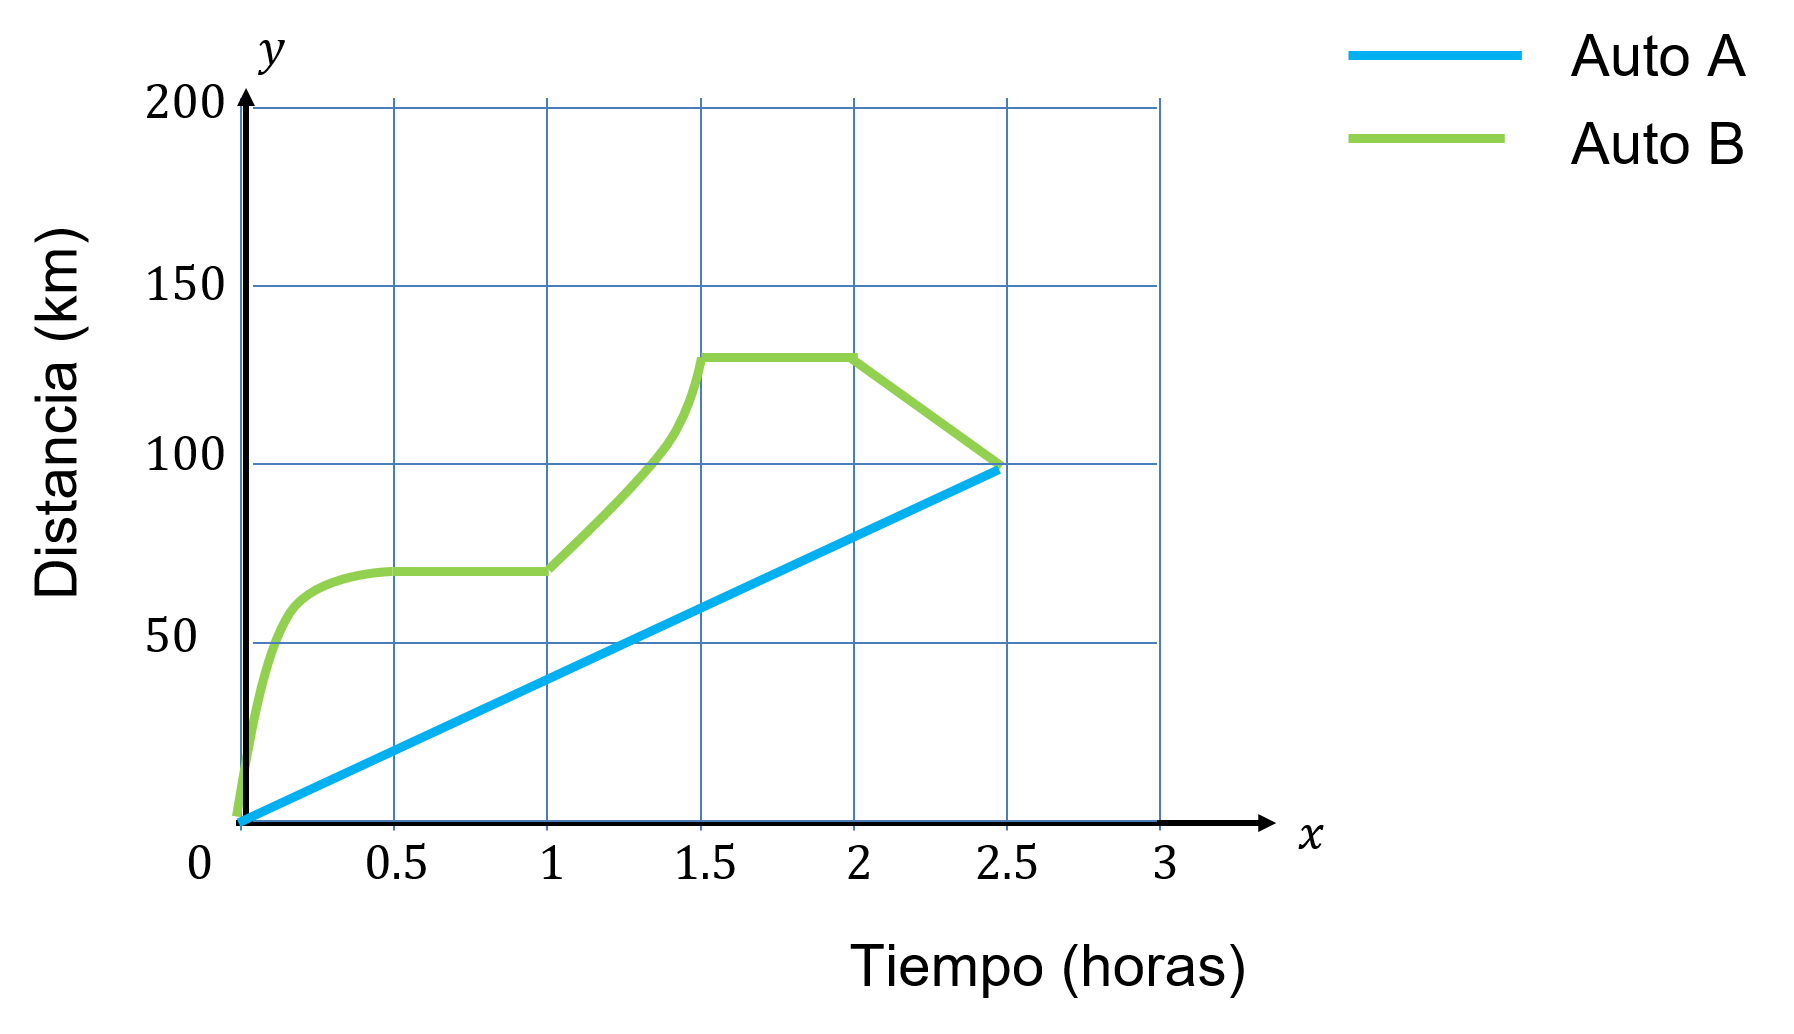 y
Auto A
Auto B
200
150
100
50
Distancia (km)
0 0.5 1 1.5 2 2.5 3
x
Tiempo (horas)